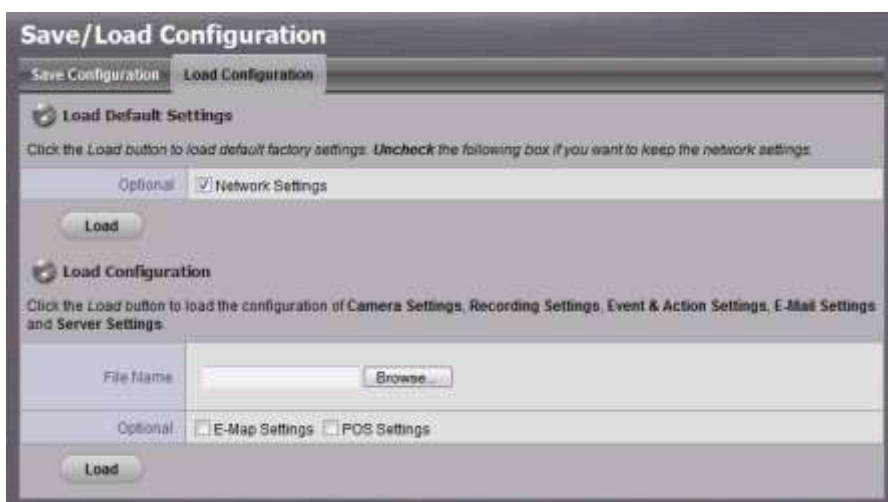 Save/Load Configuration
Save Configuration Load Configuration
Load Default Settings
Click the Load button to load default factory settings. Uncheck the following box if you want to keep the network settings.
Optional Network Settings
Load
Load Configuration
Click the Load button to load the configuration of Camera Settings, Recording Settings, Event & Action Settings, E-Mail Settings
and Server Settings.
File Name Browse...
Optional E-Map Settings POS Settings
Load